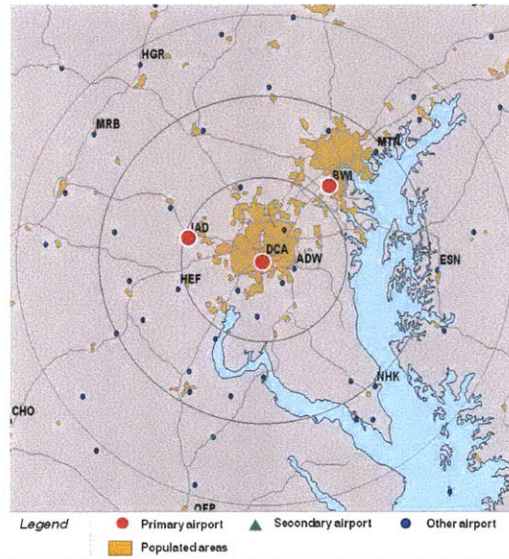 HGR
MRB
MTN
BWI
IAD
DCA
ADW
ESN
HEF
NHK
CHO
OFP
Legend
Primary airport
Secondary airport
Other airport
Populated areas